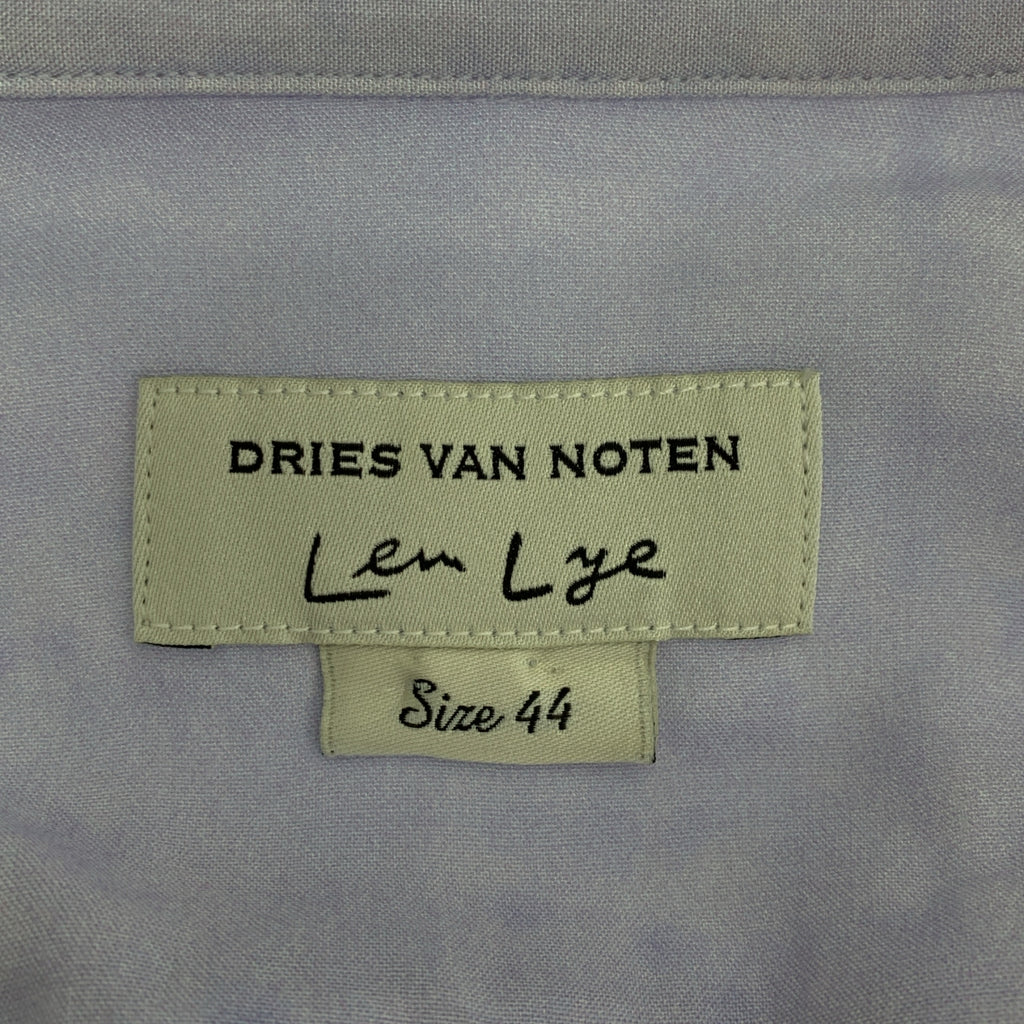 DRIES VAN NOTEN
Len Lye
Size 44